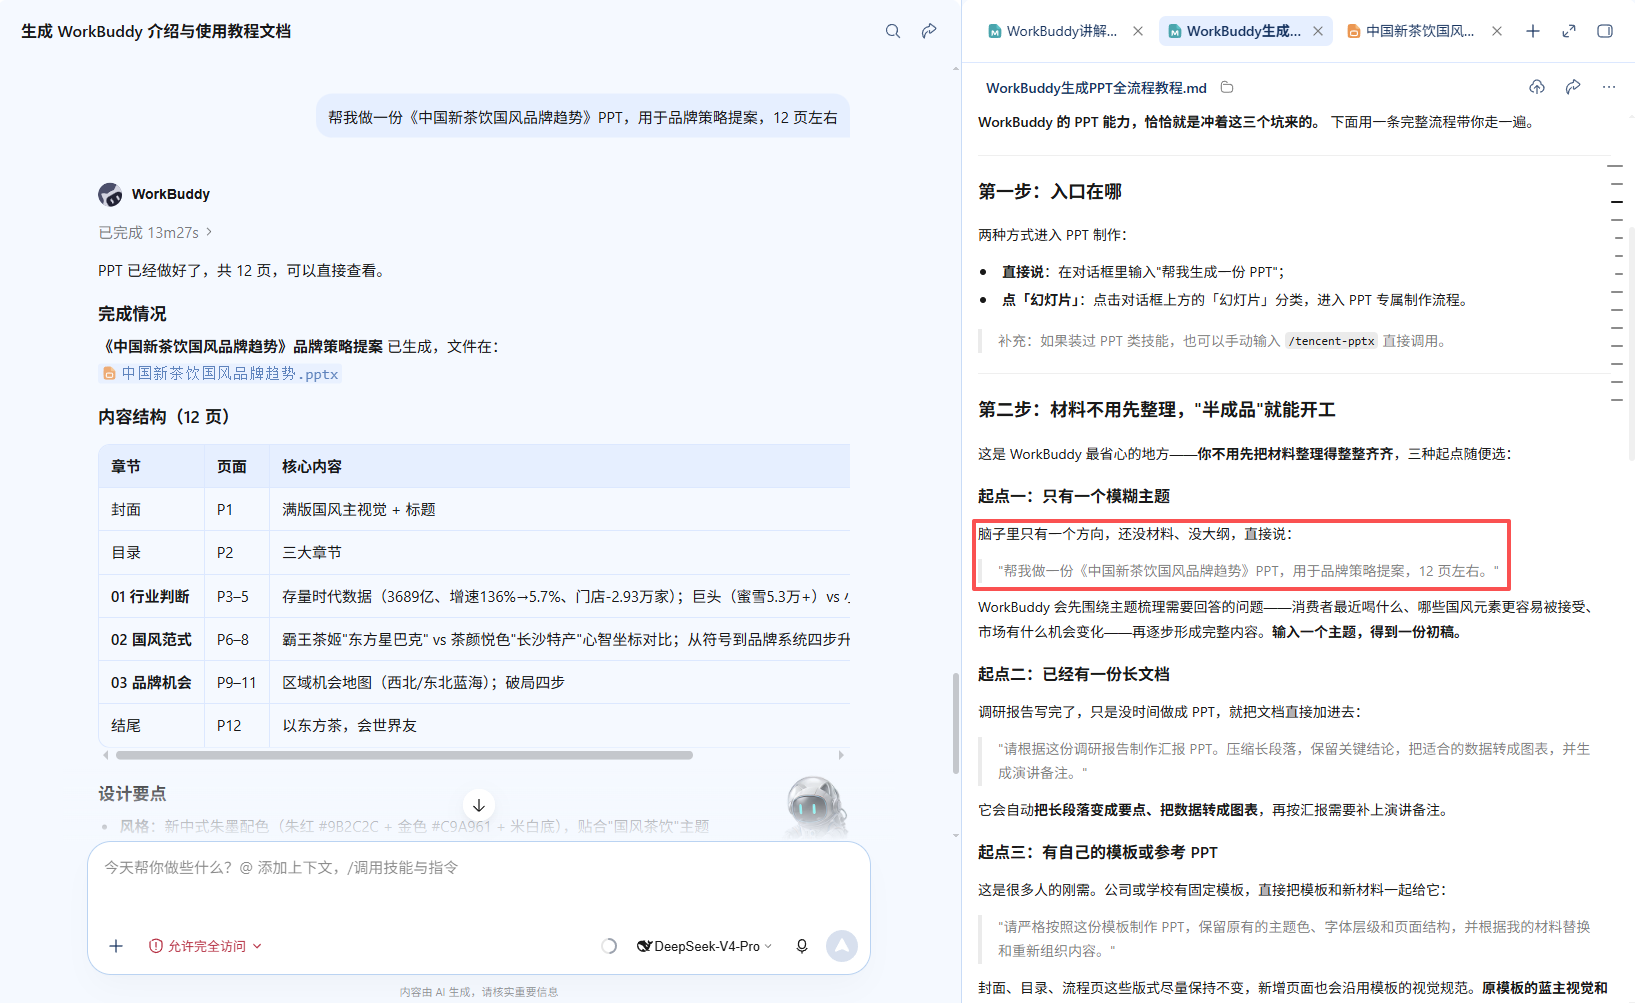 生成 WorkBuddy 介绍与使用教程文档
帮我做一份《中国新茶饮国风品牌趋势》PPT，用于品牌策略提案，12 页左右
WorkBuddy
已完成 13m27s
PPT 已经做好了，共 12 页，可以直接查看。
完成情况
《中国新茶饮国风品牌趋势》品牌策略提案 已生成，文件在：
中国新茶饮国风品牌趋势.pptx
内容结构（12 页）
章节 页面 核心内容
封面 P1 满版国风主视觉 + 标题
目录 P2 三大章节
01 行业判断 P3–5 存量时代数据（3689亿、增速136%→5.7%、门店-2.93万家）；巨头（蜜雪5.3万+）vs
02 国风范式 P6–8 霸王茶姬"东方星巴克" vs 茶颜悦色"长沙特产"心智坐标对比；从符号到品牌系统四步升
03 品牌机会 P9–11 区域机会地图（西北/东北蓝海）；破局四步
结尾 P12 以东方茶，会世界友
设计要点
风格：新中式朱墨配色（朱红 #9B2C2C + 金色 #C9A961 + 米白底），贴合"国风茶饮"主题
今天帮你做些什么？@ 添加上下文，/调用技能与指令
允许完全访问
DeepSeek-V4-Pro
内容由 AI 生成，请核实重要信息
WorkBuddy讲解...
WorkBuddy生成...
中国新茶饮国风...
WorkBuddy生成PPT全流程教程.md
WorkBuddy 的 PPT 能力，恰恰就是冲着这三个坑来的。 下面用一条完整流程带你走一遍。
第一步：入口在哪
两种方式进入 PPT 制作：
直接说：在对话框里输入"帮我生成一份 PPT"；
点「幻灯片」：点击对话框上方的「幻灯片」分类，进入 PPT 专属制作流程。
补充：如果装过 PPT 类技能，也可以手动输入 /tencent-pptx 直接调用。
第二步：材料不用先整理，"半成品"就能开工
这是 WorkBuddy 最省心的地方——你不用先把材料整理得整整齐齐，三种起点随便选：
起点一：只有一个模糊主题
脑子里只有一个方向，还没材料、没大纲，直接说：
"帮我做一份《中国新茶饮国风品牌趋势》PPT，用于品牌策略提案，12 页左右。"
WorkBuddy 会先围绕主题梳理需要回答的问题——消费者最近喝什么、哪些国风元素更容易被接受、
市场有什么机会变化——再逐步形成完整内容。输入一个主题，得到一份初稿。
起点二：已经有一份长文档
调研报告写完了，只是没时间做成 PPT，就把文档直接加进去：
"请根据这份调研报告制作汇报 PPT。压缩长段落，保留关键结论，把适合的数据转成图表，并生
成演讲备注。"
它会自动把长段落变成要点、把数据转成图表，再按汇报需要补上演讲备注。
起点三：有自己的模板或参考 PPT
这是很多人的刚需。公司或学校有固定模板，直接把模板和新材料一起给它：
"请严格按照这份模板制作 PPT，保留原有的主题色、字体层级和页面结构，并根据我的材料替换
和重新组织内容。"
封面、目录、流程页这些版式尽量保持不变，新增页面也会沿用模板的视觉规范。原模板的蓝主视觉和